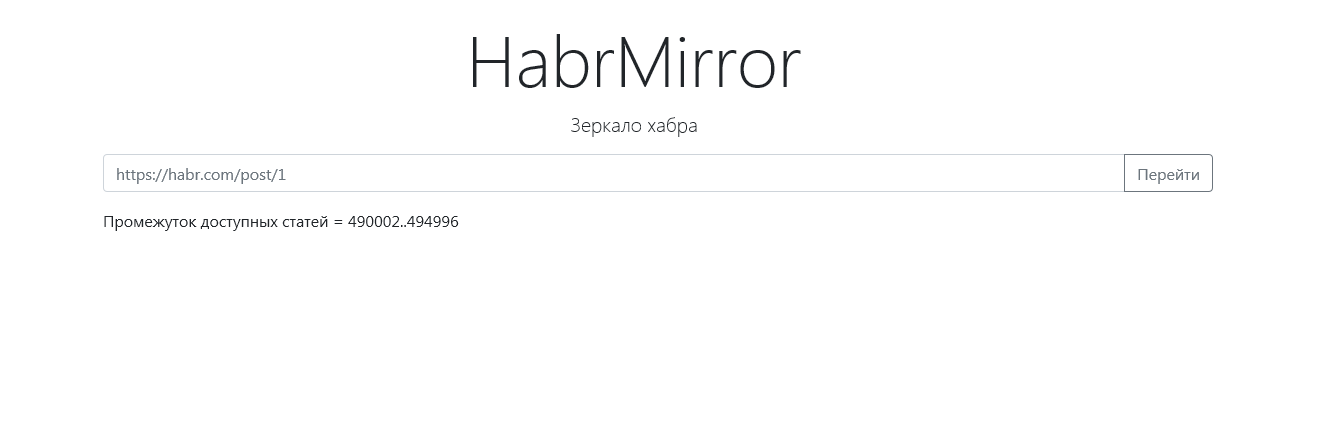 HabrMirror
Зеркало хабра
https://habr.com/post/1
Перейти
Промежуток доступных статей = 490002..494996